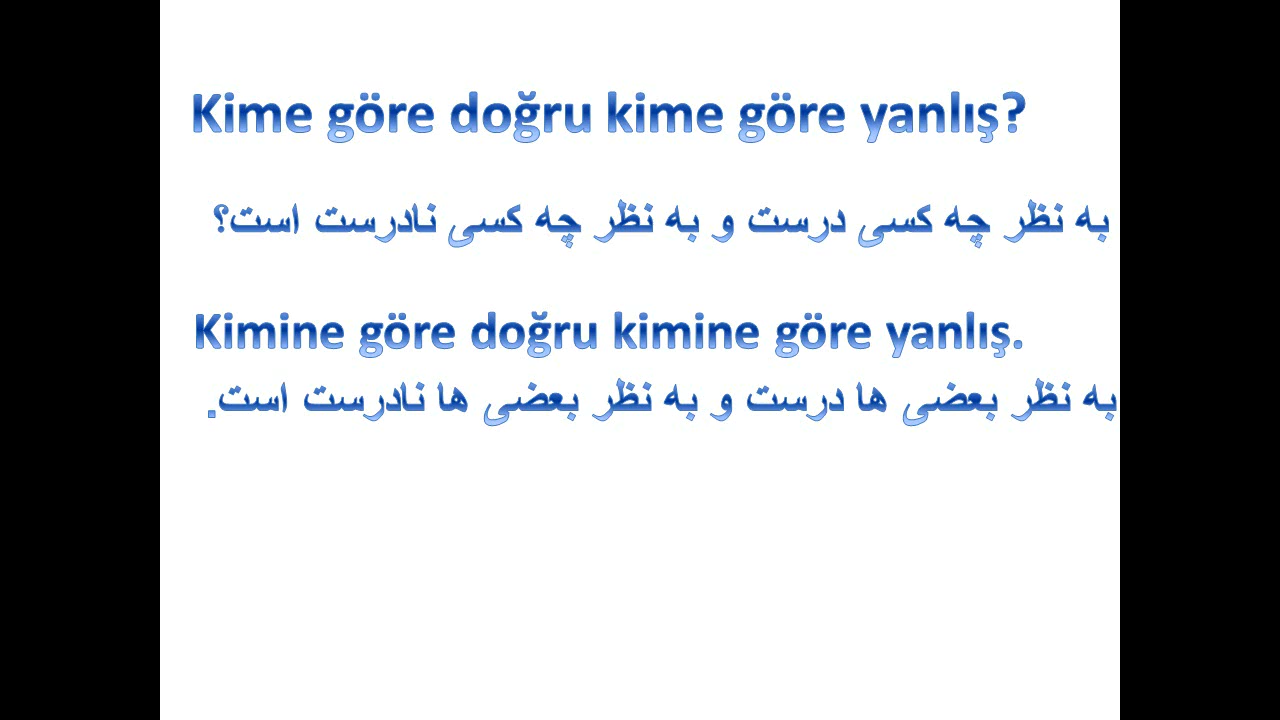 Kime göre doğru kime göre yanlış?
به نظر چه کسی درست و به نظر چه کسی نادرست است؟
Kimine göre doğru kimine göre yanlış.
به نظر بعضی ها درست و به نظر بعضی ها نادرست است.